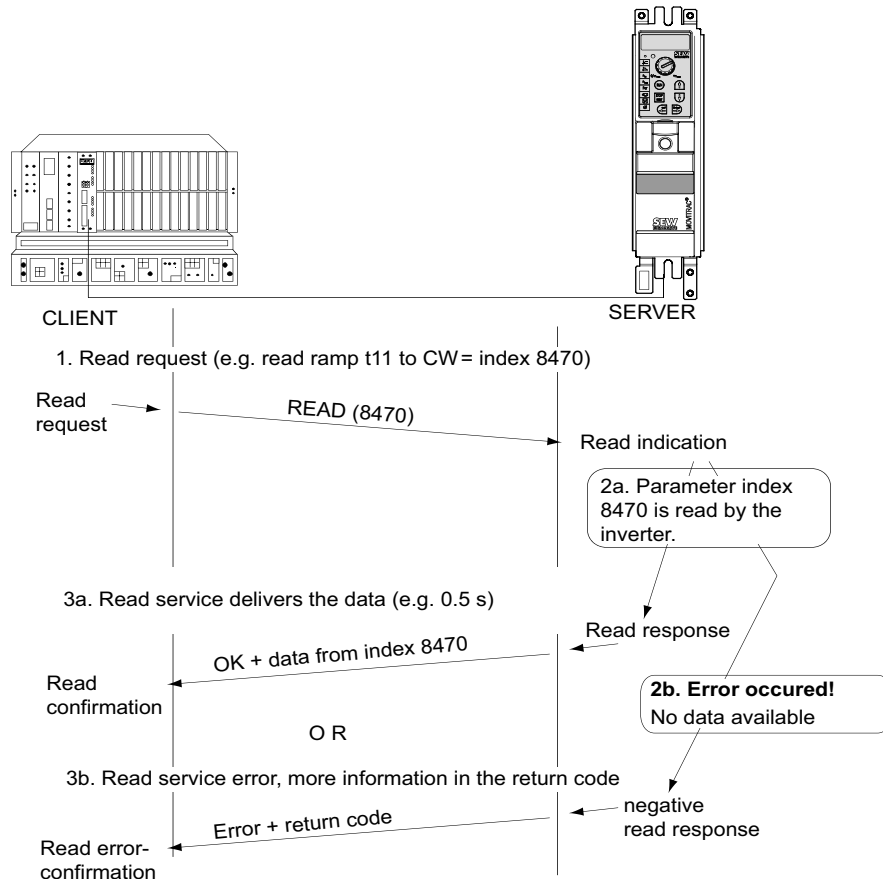 SEW
SEW
MOVITRAC®
CLIENT
SERVER
1. Read request (e.g. read ramp t11 to CW = index 8470)
Read
request
READ (8470)
Read indication
2a. Parameter index
8470 is read by the
inverter.
3a. Read service delivers the data (e.g. 0.5 s)
Read response
OK + data from index 8470
Read
confirmation
2b. Error occured!
No data available
O R
3b. Read service error, more information in the return code
negative
read response
Error + return code
Read error-
confirmation